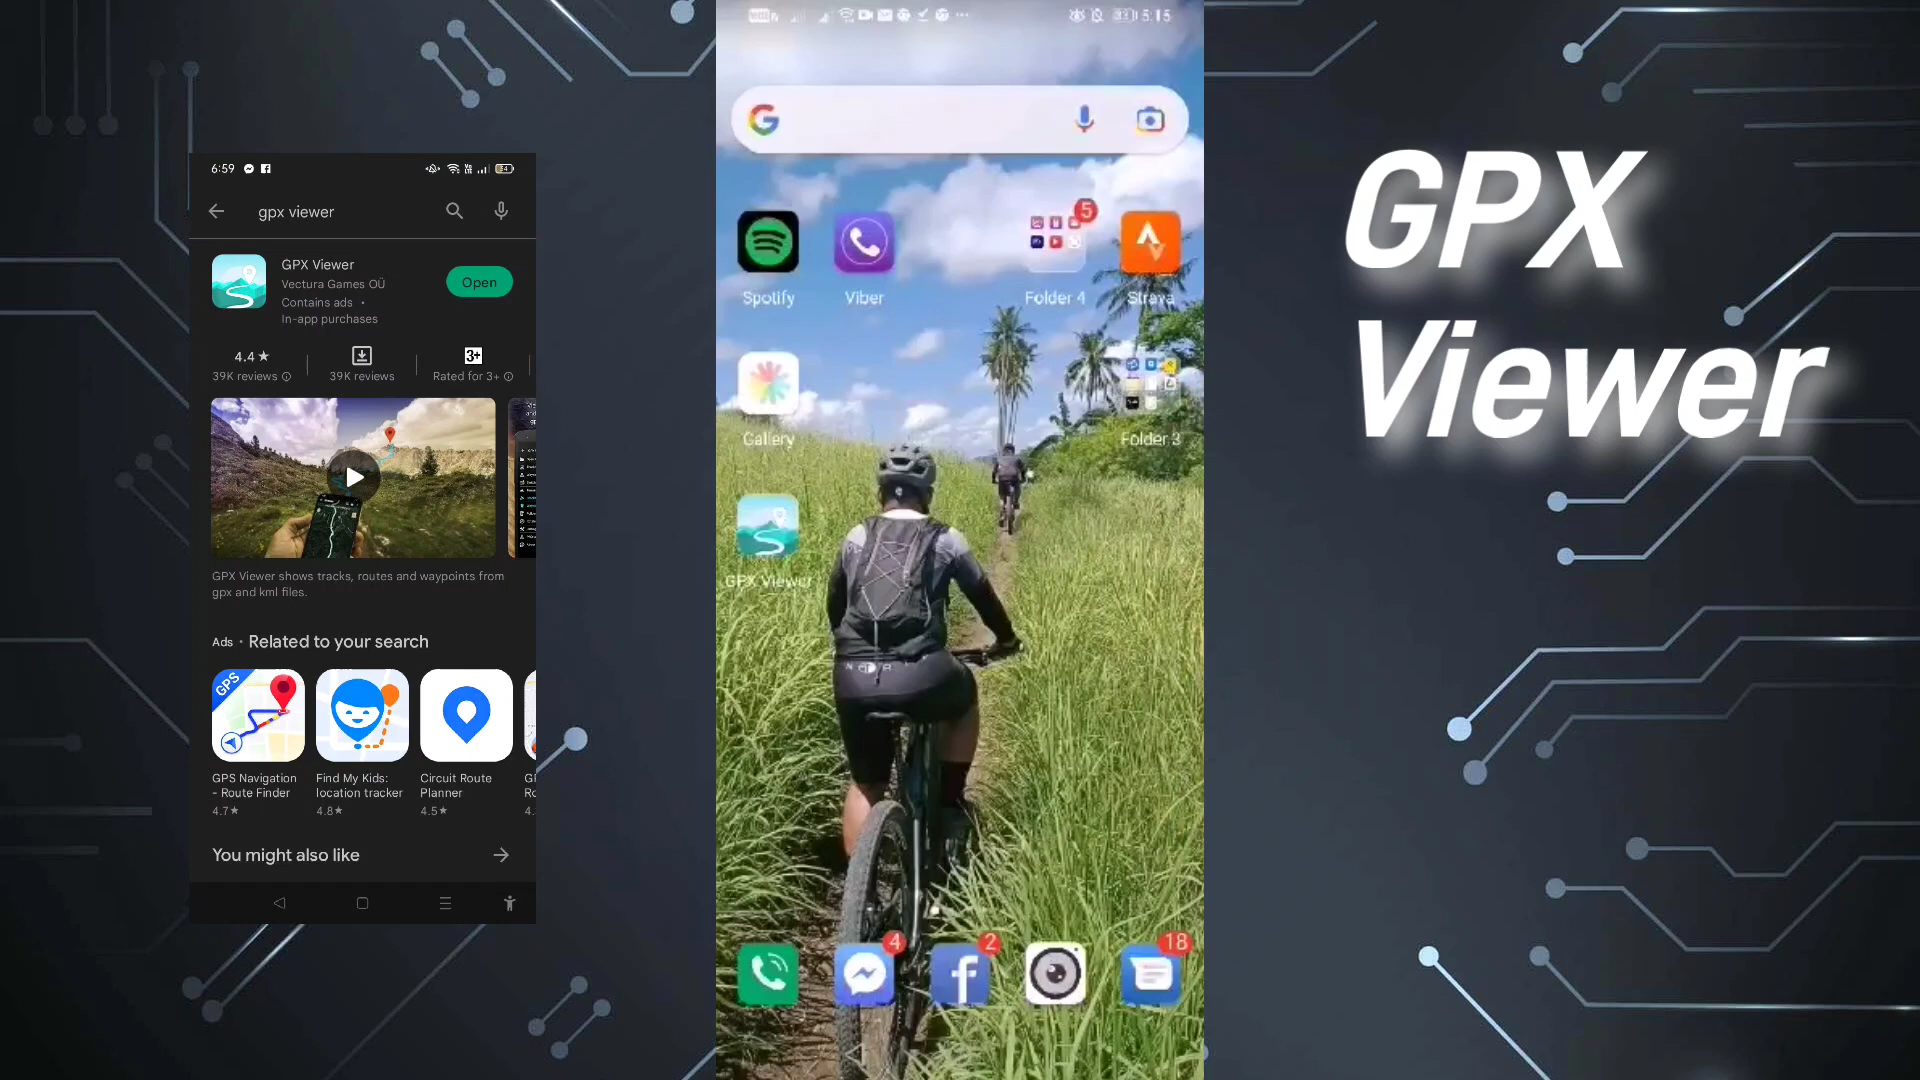 6:59
gpx viewer
GPX Viewer
Vectura Games OÜ
Contains ads •
In-app purchases
Open
4.4★
39K reviews
39K reviews
3+
Rated for 3+
GPX Viewer shows tracks, routes and waypoints from
gpx and kml files.
Ads • Related to your search
GPS
GPS Navigation
- Route Finder
4.7★
Find My Kids:
location tracker
4.8★
Circuit Route
Planner
4.5★
You might also like
33 5:15
5
Spotify
Viber
Folder 4
Strava
Gallery
Folder 3
GPX Viewer
4
2
18
GPX
Viewer